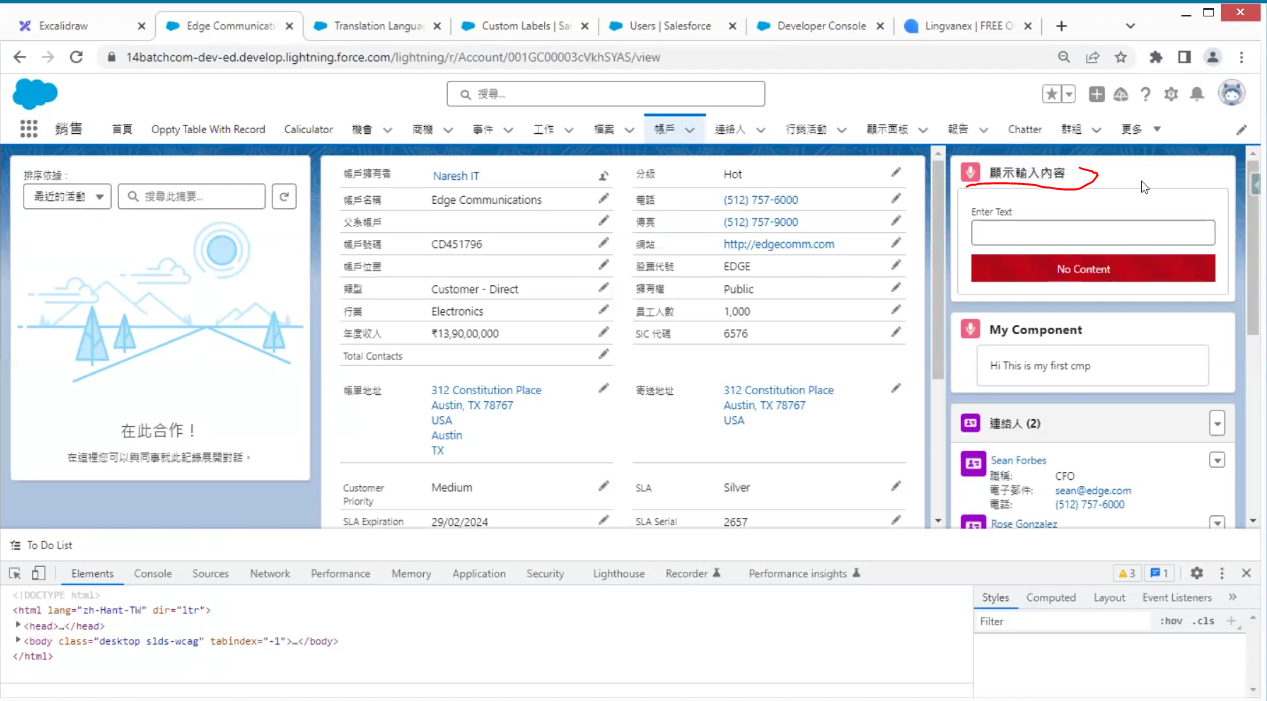 Excalidraw
Edge Communicati
Translation Langua
Custom Labels | Sal
Users | Salesforce
Developer Console
Lingvanex | FREE O
14batchcom-dev-ed.develop.lightning.force.com/lightning/r/Account/001GC00003cVkhSYAS/view
搜尋...
銷售
首頁
Oppty Table With Record
Caliculator
機會
商機
事件
工作
檔案
帳戶
連絡人
行銷活動
顯示面板
報告
Chatter
群組
更多
排序依據：
最近的活動
搜尋此摘要...
在此合作！
在這裡您可以與同事就此記錄展開對話。
帳戶擁有者 Naresh IT
帳戶名稱 Edge Communications
父系帳戶
帳戶號碼 CD451796
帳戶位置
類型 Customer - Direct
行業 Electronics
年度收入 ₹13,90,00,000
Total Contacts
帳單地址 312 Constitution Place
Austin, TX 78767
USA
Austin
TX
Customer Priority Medium
SLA Expiration 29/02/2024
分級 Hot
電話 (512) 757-6000
傳真 (512) 757-9000
網站 http://edgecomm.com
股票代號 EDGE
擁有權 Public
員工人數 1,000
SIC 代碼 6576
寄送地址 312 Constitution Place
Austin, TX 78767
USA
SLA Silver
SLA Serial 2657
顯示輸入內容
Enter Text
No Content
My Component
Hi This is my first cmp
連絡人 (2)
Sean Forbes
職稱: CFO
電子郵件: sean@edge.com
電話: (512) 757-6000
Rose Gonzalez
To Do List
Elements
Console
Sources
Network
Performance
Memory
Application
Security
Lighthouse
Recorder
Performance insights
3
1
<!DOCTYPE html>
<html lang="zh-Hant-TW" dir="ltr">
<head>…</head>
<body class="desktop slds-wcag" tabindex="-1">…</body>
</html>
Styles
Computed
Layout
Event Listeners
Filter
:hov .cls